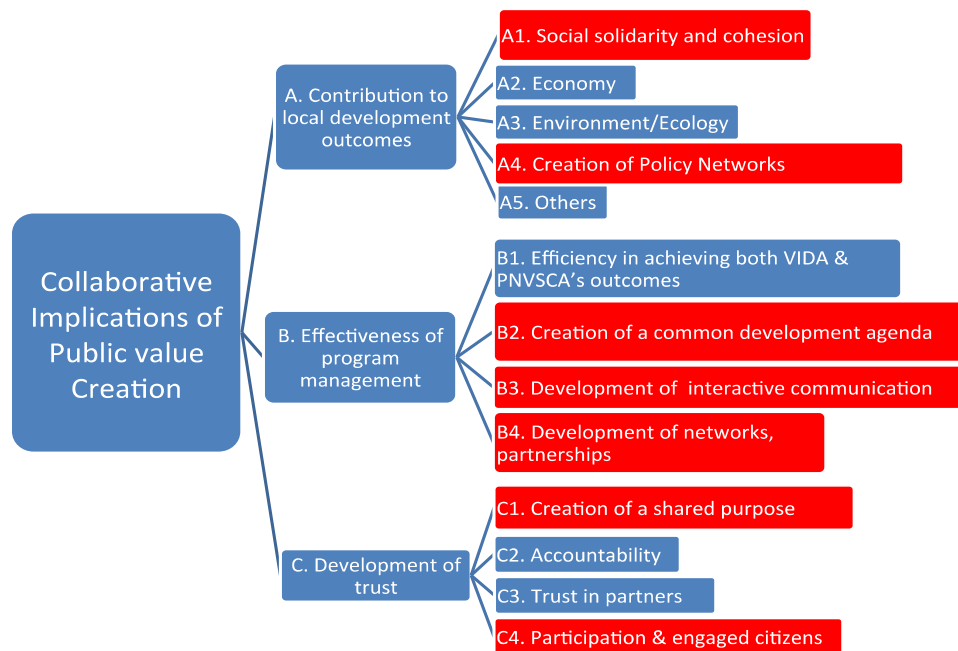 Collaborative
Implications of
Public value
Creation
A. Contribution to
local development
outcomes
A1. Social solidarity and cohesion
A2. Economy
A3. Environment/Ecology
A4. Creation of Policy Networks
A5. Others
B. Effectiveness of
program
management
B1. Efficiency in achieving both VIDA &
PNVSCA’s outcomes
B2. Creation of a common development agenda
B3. Development of  interactive communication
B4. Development of networks,
partnerships
C. Development of
trust
C1. Creation of a shared purpose
C2. Accountability
C3. Trust in partners
C4. Participation & engaged citizens